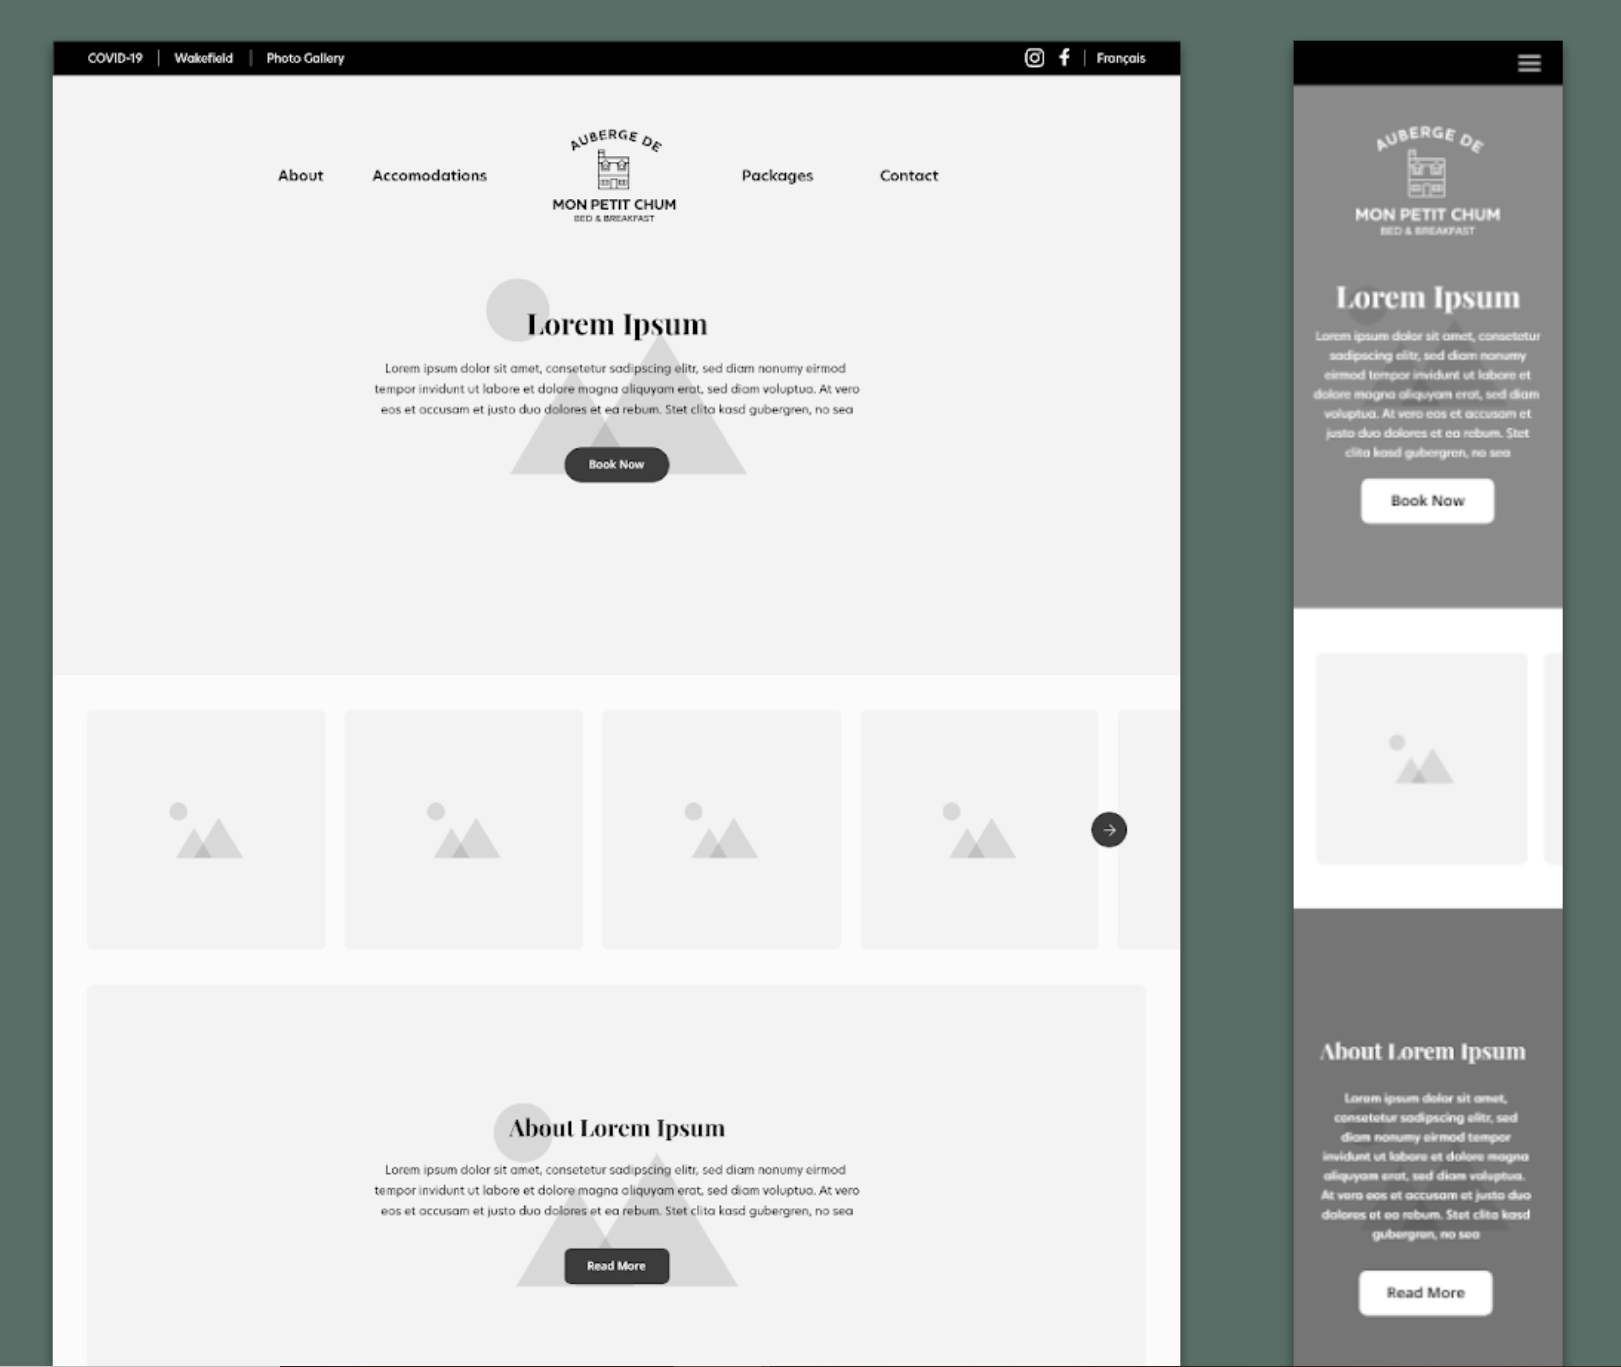 COVID-19
Wakefield
Photo Gallery
Français
About
Accomodations
AUBERGE DE
MON PETIT CHUM
BED & BREAKFAST
Packages
Contact
Lorem Ipsum
Lorem ipsum dolor sit amet, consetetur sadipscing elitr, sed diam nonumy eirmod
tempor invidunt ut labore et dolore magna aliquyam erat, sed diam voluptua. At vero
eos et accusam et justo duo dolores et ea rebum. Stet clita kasd gubergren, no sea
Book Now
About Lorem Ipsum
Lorem ipsum dolor sit amet, consetetur sadipscing elitr, sed diam nonumy eirmod
tempor invidunt ut labore et dolore magna aliquyam erat, sed diam voluptua. At vero
eos et accusam et justo duo dolores et ea rebum. Stet clita kasd gubergren, no sea
Read More
AUBERGE DE
MON PETIT CHUM
BED & BREAKFAST
Lorem Ipsum
Lorem ipsum dolor sit amet, consetetur
sadipscing elitr, sed diam nonumy
eirmod tempor invidunt ut labore et
dolore magna aliquyam erat, sed diam
voluptua. At vero eos et accusam et
justo duo dolores et ea rebum. Stet
clita kasd gubergren, no sea
Book Now
About Lorem Ipsum
Lorem ipsum dolor sit amet,
consetetur sadipscing elitr, sed
diam nonumy eirmod tempor
invidunt ut labore et dolore magna
aliquyam erat, sed diam voluptua.
At vero eos et accusam et justo duo
dolores et ea rebum. Stet clita kasd
gubergren, no sea
Read More